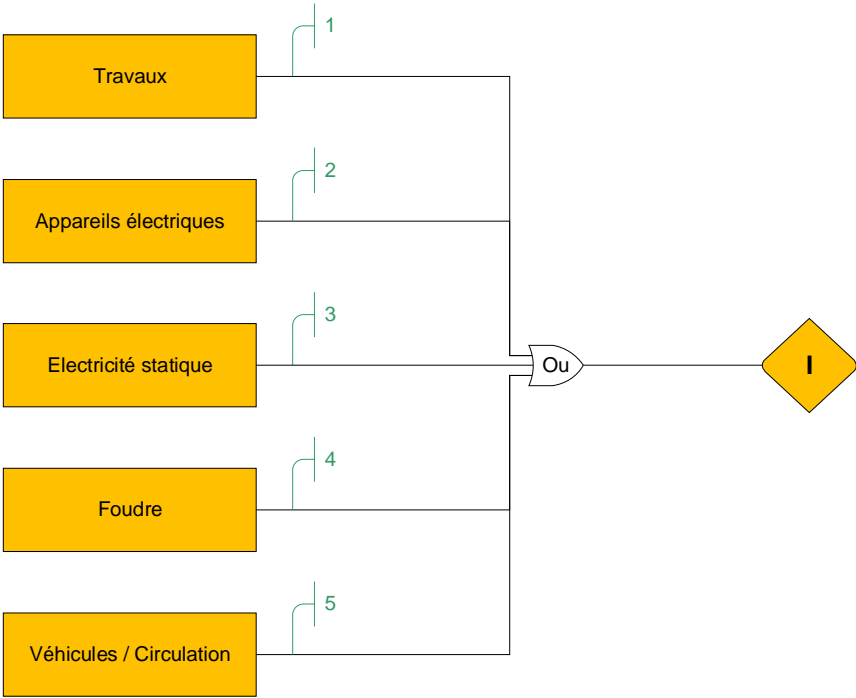 1
Travaux
2
Appareils électriques
3
Electricité statique
Ou
I
4
Foudre
5
Véhicules / Circulation